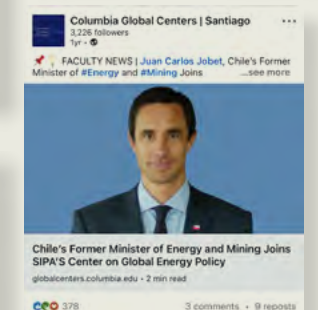 Columbia Global Centers | Santiago
3,226 followers
1yr •
FACULTY NEWS | Juan Carlos Jobet, Chile's Former
Minister of #Energy and #Mining Joins ...see more
Chile's Former Minister of Energy and Mining Joins
SIPA'S Center on Global Energy Policy
globalcenters.columbia.edu • 2 min read
378 3 comments • 9 reposts